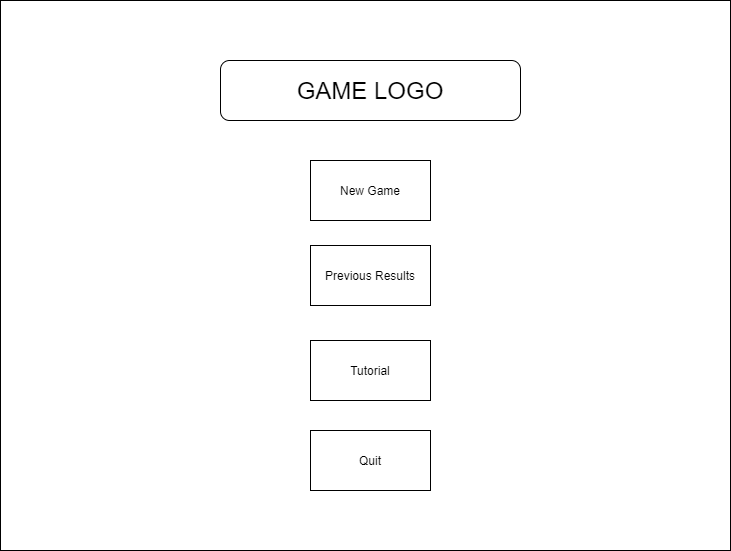 GAME LOGO
New Game
Previous Results
Tutorial
Quit